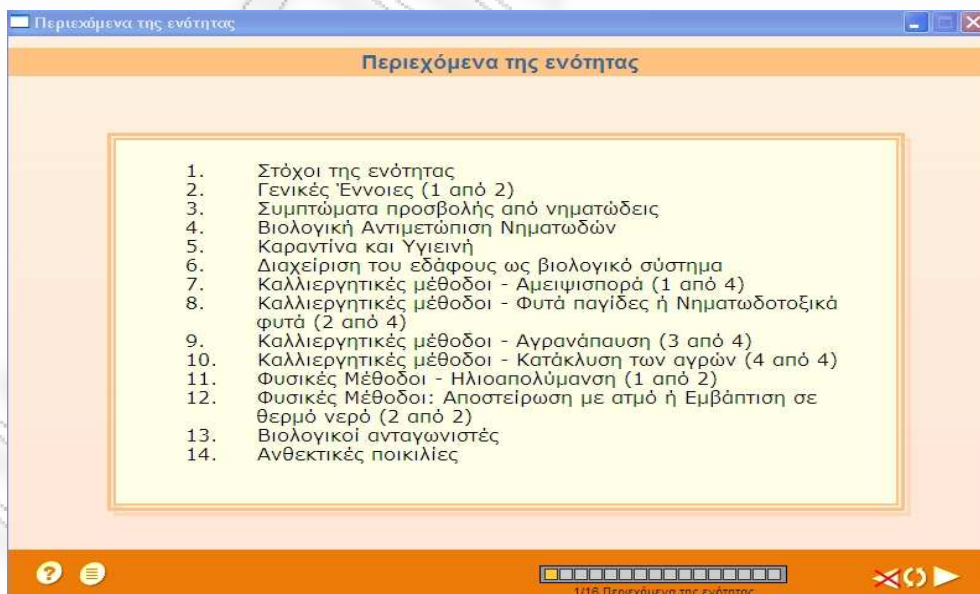 Περιεχόμενα της ενότητας
Περιεχόμενα της ενότητας
1. Στόχοι της ενότητας
2. Γενικές Έννοιες (1 από 2)
3. Συμπτώματα προσβολής από νηματώδεις
4. Βιολογική Αντιμετώπιση Νηματωδών
5. Καραντίνα και Υγιεινή
6. Διαχείριση του εδάφους ως βιολογικό σύστημα
7. Καλλιεργητικές μέθοδοι - Αμειψισπορά (1 από 4)
8. Καλλιεργητικές μέθοδοι - Φυτά παγίδες ή Νηματωδοτοξικά
φυτά (2 από 4)
9. Καλλιεργητικές μέθοδοι - Αγρανάπαυση (3 από 4)
10. Καλλιεργητικές μέθοδοι - Κατάκλυση των αγρών (4 από 4)
11. Φυσικές Μέθοδοι - Ηλιοαπολύμανση (1 από 2)
12. Φυσικές Μέθοδοι: Αποστείρωση με ατμό ή Εμβάπτιση σε
θερμό νερό (2 από 2)
13. Βιολογικοί ανταγωνιστές
14. Ανθεκτικές ποικιλίες
1/16 Περιεχόμενα της ενότητας